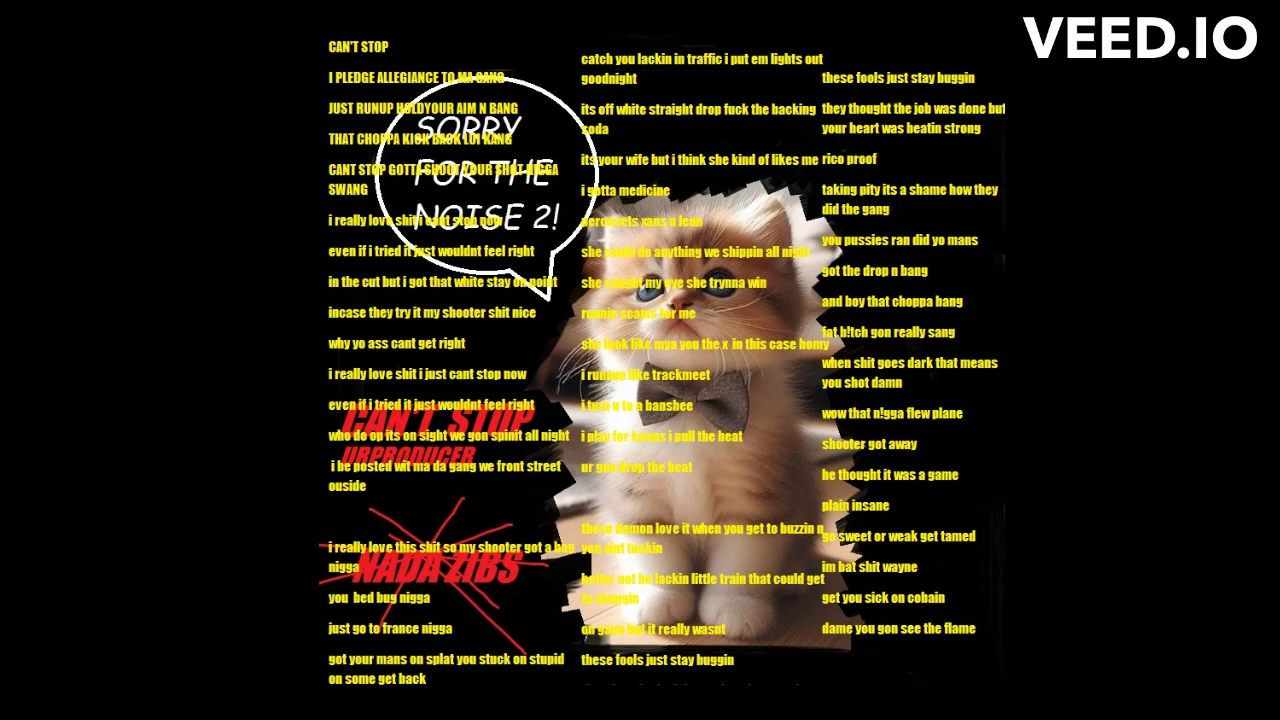 VEED.IO
CAN'T STOP
I PLEDGE ALLEGIANCE TO MA GANG
JUST RUNUP HOLDYOUR AIM N BANG
THAT CHOPPA KICK BACK LUI KANG
CANT STOP GOTTA SHOOT YOUR SHOT NIGGA
SWANG
i really love shit i cant stop now
even if i tried it just wouldnt feel right
in the cut but i got that white stay on point
incase they try it my shooter shit nice
why yo ass cant get right
i really love shit i just cant stop now
even if i tried it just wouldnt feel right
who do op its on sight we gon spinit all night
i be posted wit ma da gang we front street
ouside
i really love this shit so my shooter got a bag
nigga
you bed bug nigga
just go to france nigga
got your mans on splat you stuck on stupid
on some get back
SORRY
FOR THE
NOISE 2!
CAN'T STOP
URPRODUCER
NADA ZIBS
catch you lackin in traffic i put em lights out
goodnight
its off white straight drop fuck the backing
soda
its your wife but i think she kind of likes me
i gotta medicine
percocets xans n lean
she could do anything we shippin all night
she caught my eye she trynna win
runnin scams for me
she look like mya you the x in this case homy
i runnup like trackmeet
i turn n to a banshee
i play for keeps i pull the heat
ur gon drop the beat
these demon love it when you get to buzzin n
you aint tuckin
better not be lackin little train that could get
to chuggin
on gang but it really wasnt
these fools just stay buggin
these fools just stay buggin
they thought the job was done but
your heart was beatin strong
rico proof
taking pity its a shame how they
did the gang
you pussies ran did yo mans
got the drop n bang
and boy that choppa bang
fat b!tch gon really sang
when shit goes dark that means
you shot damn
wow that n!gga flew plane
shooter got away
he thought it was a game
plain insane
go sweet or weak get tamed
im bat shit wayne
get you sick on cobain
dame you gon see the flame